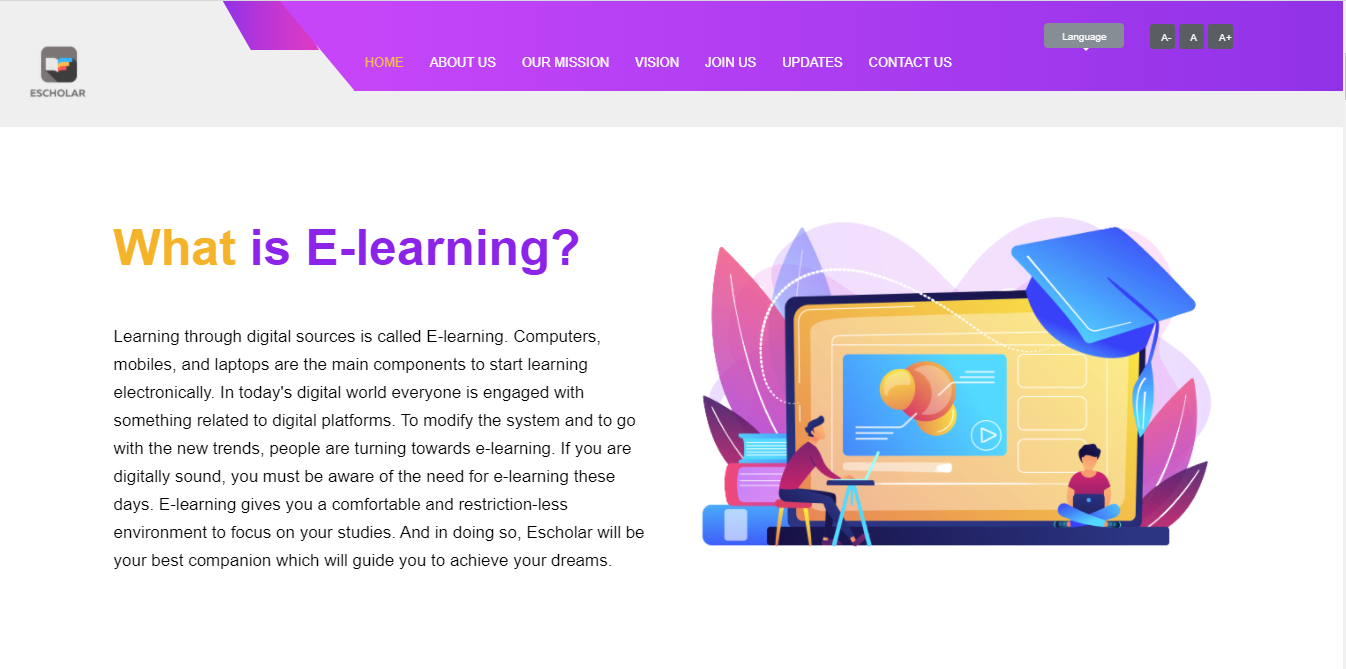 Language
A-
A
A+
ESCHOLAR
HOME ABOUT US OUR MISSION VISION JOIN US UPDATES CONTACT US
What is E-learning?
Learning through digital sources is called E-learning. Computers,
mobiles, and laptops are the main components to start learning
electronically. In today's digital world everyone is engaged with
something related to digital platforms. To modify the system and to go
with the new trends, people are turning towards e-learning. If you are
digitally sound, you must be aware of the need for e-learning these
days. E-learning gives you a comfortable and restriction-less
environment to focus on your studies. And in doing so, Escholar will be
your best companion which will guide you to achieve your dreams.